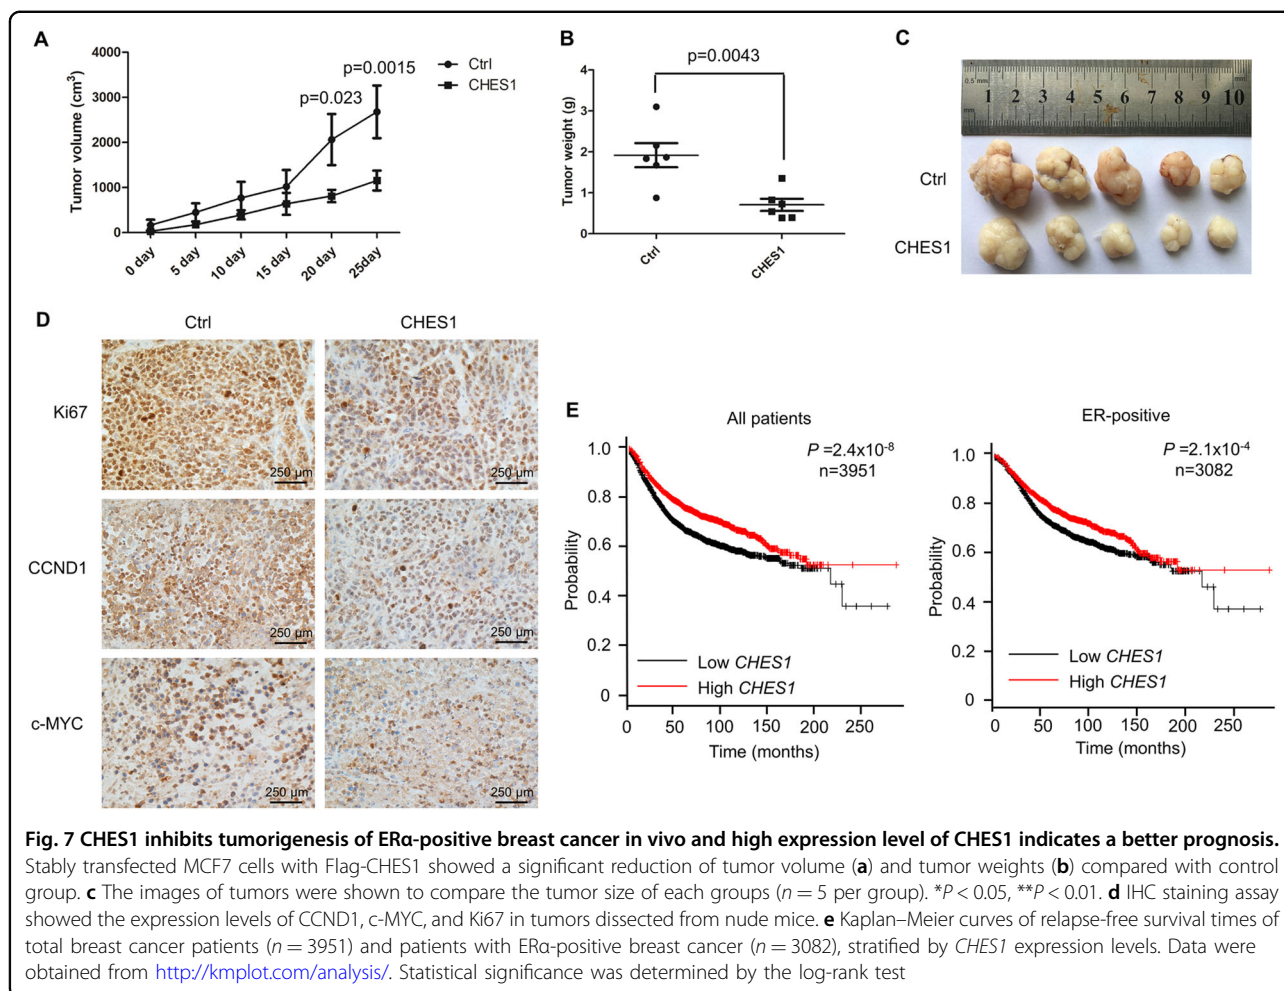 A
Tumor volume (cm3)
4000
3000
2000
1000
0
0 day
5 day
10 day
15 day
20 day
25day
p=0.023
p=0.0015
Ctrl
CHES1
B
p=0.0043
Tumor weight (g)
4
3
2
1
0
Ctrl
CHES1
C
0.5mm
mm
mm
1 2 3 4 5 6 7 8 9 10
Ctrl
CHES1
D
Ctrl
CHES1
Ki67
250 µm
250 µm
CCND1
250 µm
250 µm
c-MYC
250 µm
250 µm
E
All patients
P =2.4x10-8
n=3951
Probability
1.0
0.8
0.6
0.4
0.2
0
Low CHES1
High CHES1
0 50 100 150 200 250
Time (months)
ER-positive
P =2.1x10-4
n=3082
Probability
1.0
0.8
0.6
0.4
0.2
0
Low CHES1
High CHES1
0 50 100 150 200 250
Time (months)
Fig. 7 CHES1 inhibits tumorigenesis of ERα-positive breast cancer in vivo and high expression level of CHES1 indicates a better prognosis.
Stably transfected MCF7 cells with Flag-CHES1 showed a significant reduction of tumor volume (a) and tumor weights (b) compared with control
group. c The images of tumors were shown to compare the tumor size of each groups (n = 5 per group). *P < 0.05, **P < 0.01. d IHC staining assay
showed the expression levels of CCND1, c-MYC, and Ki67 in tumors dissected from nude mice. e Kaplan–Meier curves of relapse-free survival times of
total breast cancer patients (n = 3951) and patients with ERα-positive breast cancer (n = 3082), stratified by CHES1 expression levels. Data were
obtained from http://kmplot.com/analysis/. Statistical significance was determined by the log-rank test